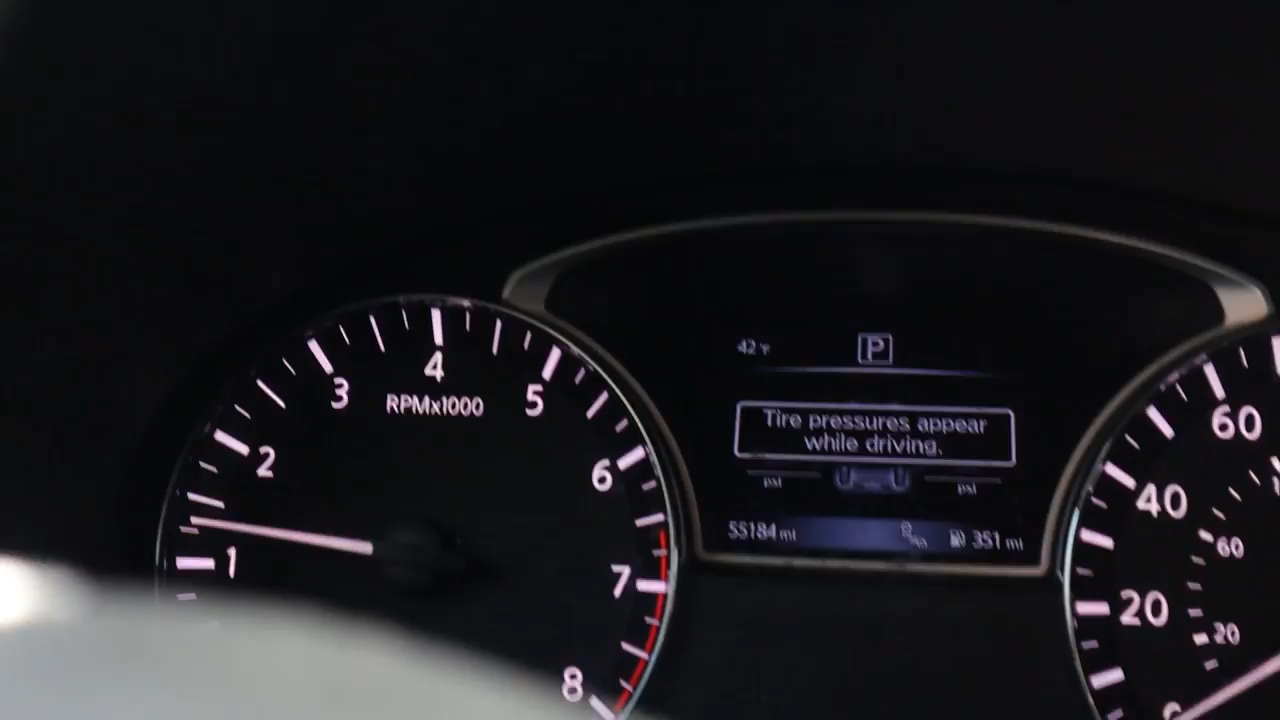 42 °F
P
Tire pressures appear
while driving.
psi
psi
55184 mi
351 mi
4
3
5
RPMx1000
2
6
1
7
8
60
40
60
20
20
0